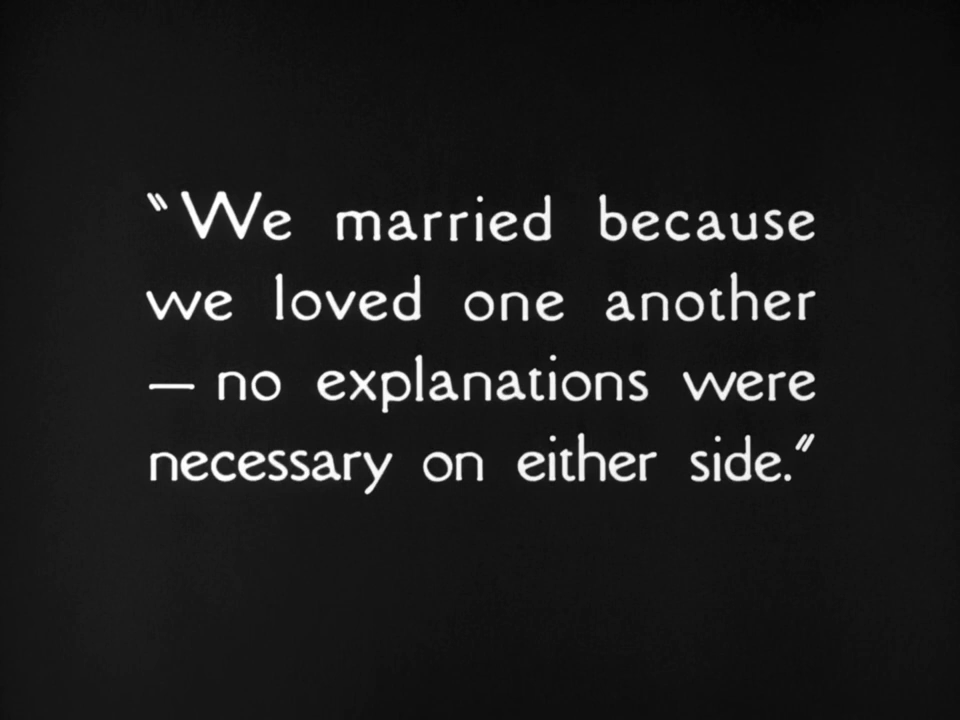 "We married because
we loved one another
— no explanations were
necessary on either side."